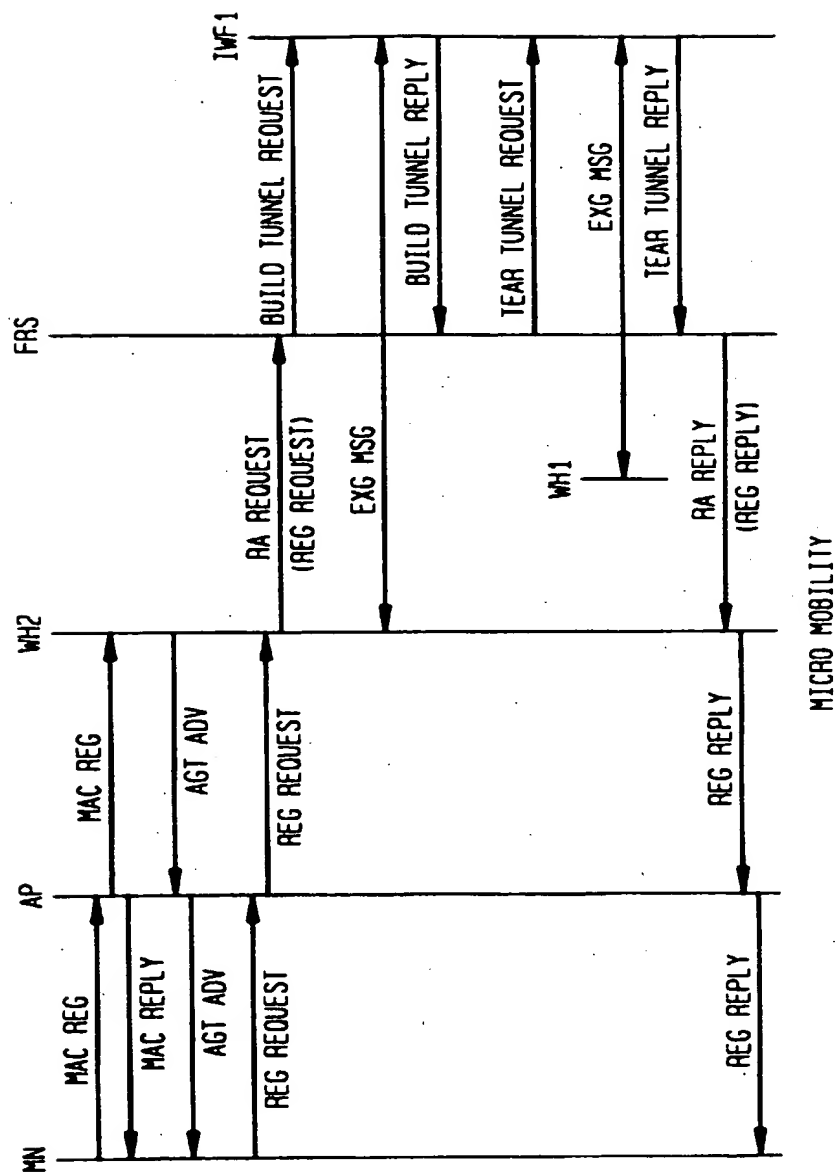 MN
AP
WH2
FRS
IWF1
MAC REG
MAC REG
MAC REPLY
AGT ADV
AGT ADV
REG REQUEST
REG REQUEST
RA REQUEST
(REG REQUEST)
BUILD TUNNEL REQUEST
EXG MSG
BUILD TUNNEL REPLY
TEAR TUNNEL REQUEST
WH1
EXG MSG
TEAR TUNNEL REPLY
RA REPLY
(REG REPLY)
REG REPLY
REG REPLY
MICRO MOBILITY